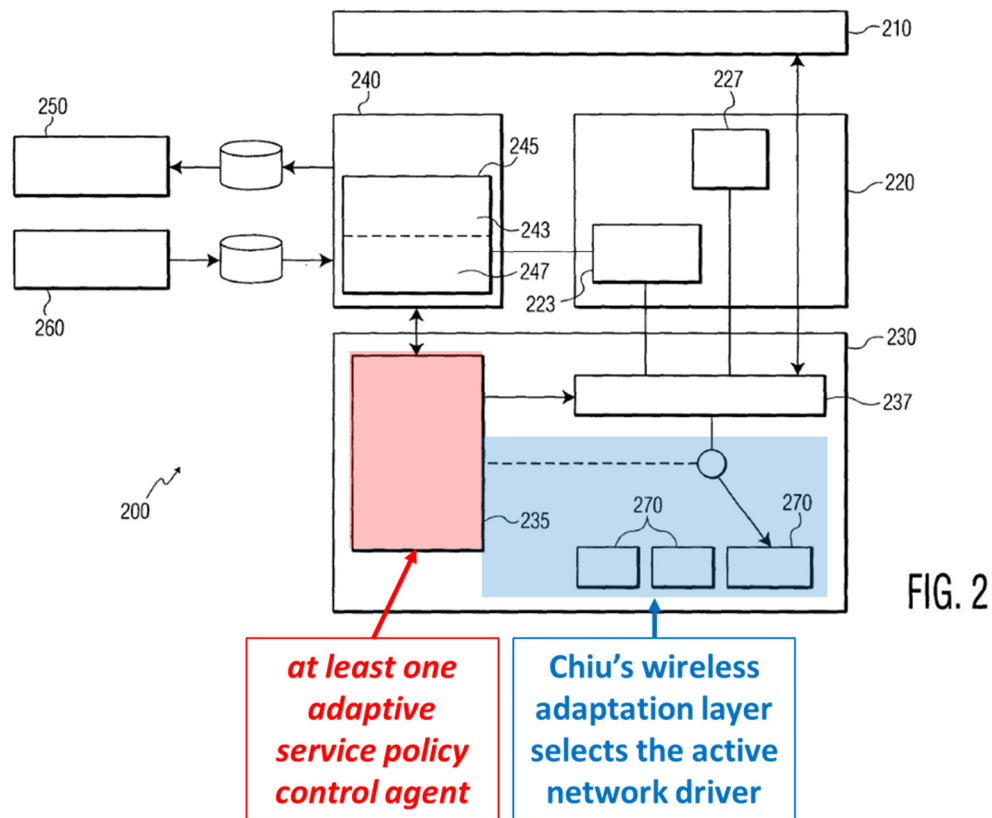 210
240
227
250
245
220
243
247
223
260
230
237
200
235
270
270
FIG. 2
at least one
adaptive
service policy
control agent
Chiu's wireless
adaptation layer
selects the active
network driver